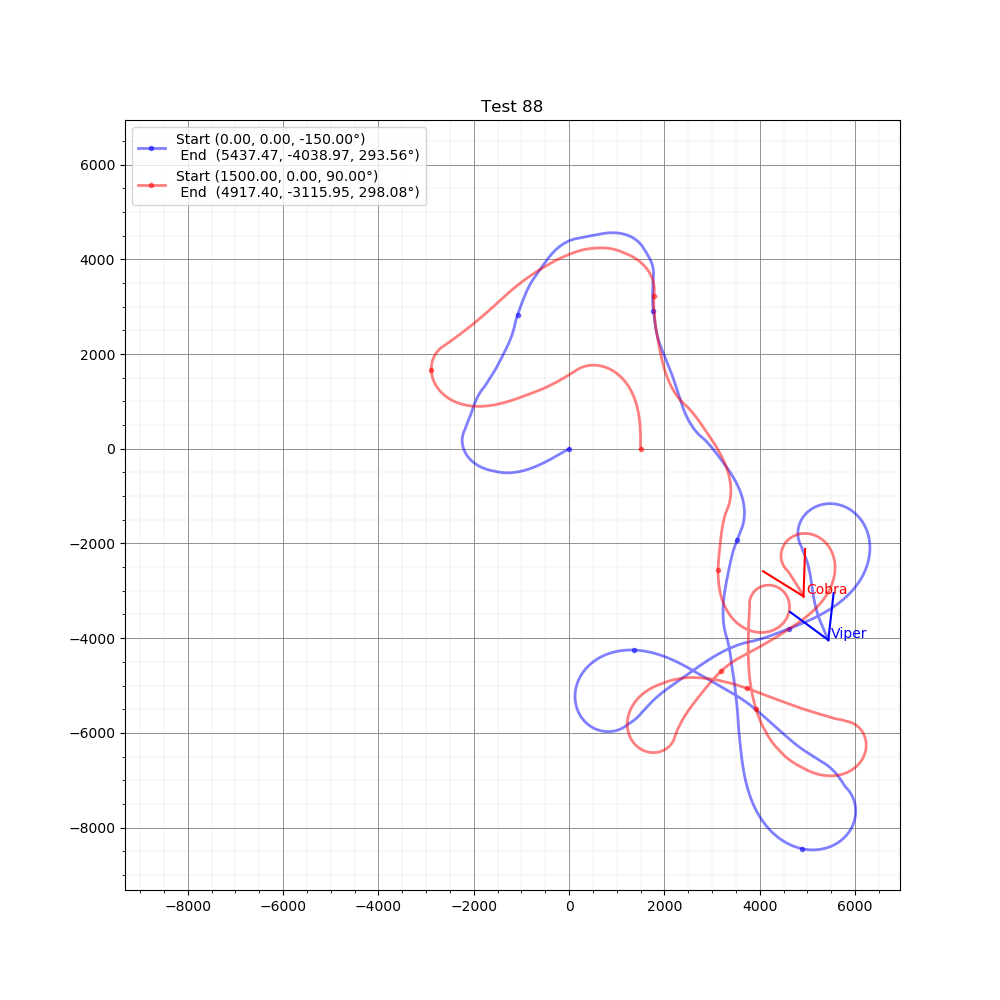 Test 88
Start (0.00, 0.00, -150.00°)
End (5437.47, -4038.97, 293.56°)
Start (1500.00, 0.00, 90.00°)
End (4917.40, -3115.95, 298.08°)
6000
4000
2000
0
−2000
−4000
−6000
−8000
Cobra
Viper
−8000 −6000 −4000 −2000 0 2000 4000 6000